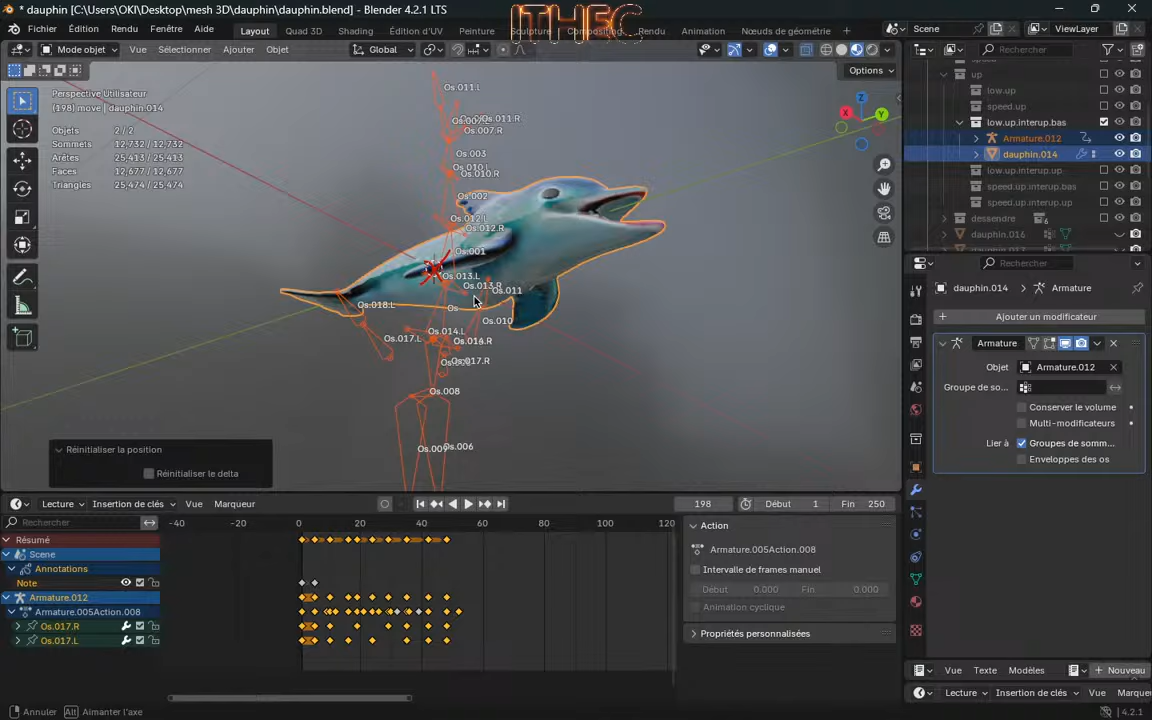 * dauphin [C:\Users\OKI\Desktop\mesh 3D\dauphin\dauphin.blend] - Blender 4.2.1 LTS
ITHEC
Fichier Édition Rendu Fenêtre Aide Layout Quad 3D Shading Édition d'UV Peinture Sculpture Compositing Rendu Animation Nœuds de géométrie Scene ViewLayer
Mode objet Vue Sélectionner Ajouter Objet Global Rechercher
Options
Perspective Utilisateur
(198) move | dauphin.014
Objets 2 / 2
Sommets 12,732 / 12,732
Arêtes 25,413 / 25,413
Faces 12,677 / 12,677
Triangles 25,474 / 25,474
Os.011.L
Os.011.R
Os.007.R
Os.003
Os.010.R
Os.002
Os.012.L
Os.012.R
Os.001
Os.013.L
Os.013.R
Os.011
Os.018.L
Os
Os.010
Os.014.L
Os.017.L
Os.017.R
Os.008
Os.006
X
Y
Z
up
low.up
speed.up
low.up.interup.bas
Armature.012
dauphin.014
low.up.interup.up
speed.up.interup.bas
speed.up.interup.up
dessendre 6
dauphin.016
Rechercher
dauphin.014 Armature
Ajouter un modificateur
Armature
Objet Armature.012
Groupe de so...
Conserver le volume
Multi-modificateurs
Lier à Groupes de somm...
Enveloppes des os
Réinitialiser la position
Réinitialiser le delta
Lecture Insertion de clés Vue Marqueur 198 Début 1 Fin 250
Rechercher -40 -20 0 20 40 60 80 100 120
Résumé
Scene
Annotations
Note
Armature.012
Armature.005Action.008
Os.017.R
Os.017.L
Action
Armature.005Action.008
Intervalle de frames manuel
Début 0.000 Fin 0.000
Animation cyclique
Propriétés personnalisées
Vue Texte Modèles Nouveau
Lecture Insertion de clés Vue
Annuler Alt Aimanter l'axe 4.2.1